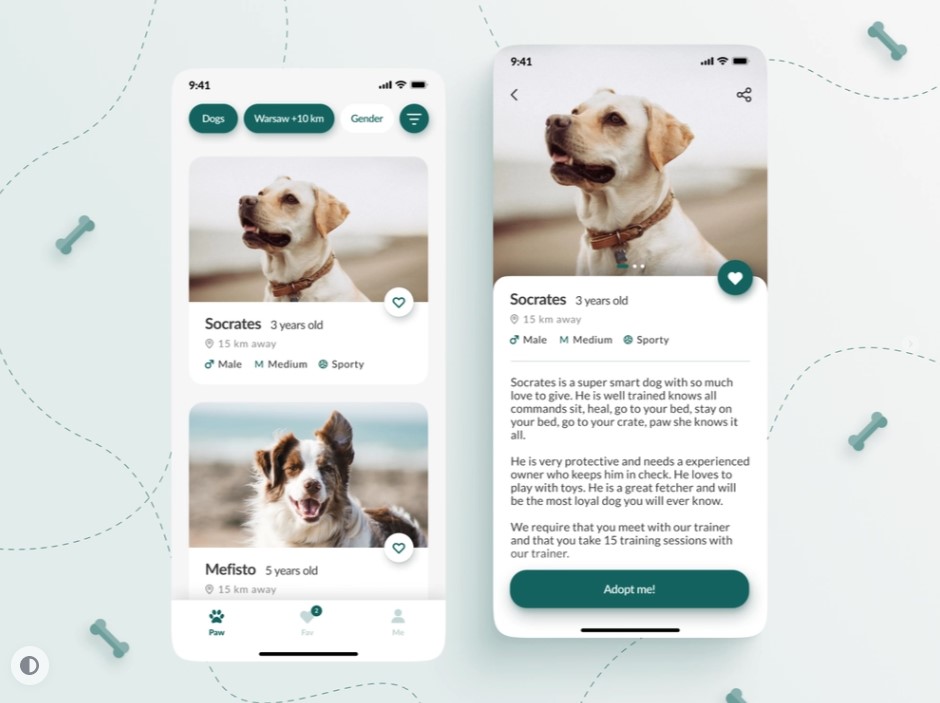 9:41
Dogs
Warsaw +10 km
Gender
Socrates 3 years old
15 km away
Male M Medium Sporty
Mefisto 5 years old
15 km away
Paw
2
Fav
Me
9:41
Socrates 3 years old
15 km away
Male M Medium Sporty
Socrates is a super smart dog with so much
love to give. He is well trained knows all
commands sit, heal, go to your bed, stay on
your bed, go to your crate, paw she knows it
all.
He is very protective and needs a experienced
owner who keeps him in check. He loves to
play with toys. He is a great fetcher and will
be the most loyal dog you will ever know.
We require that you meet with our trainer
and that you take 15 training sessions with
our trainer.
Adopt me!